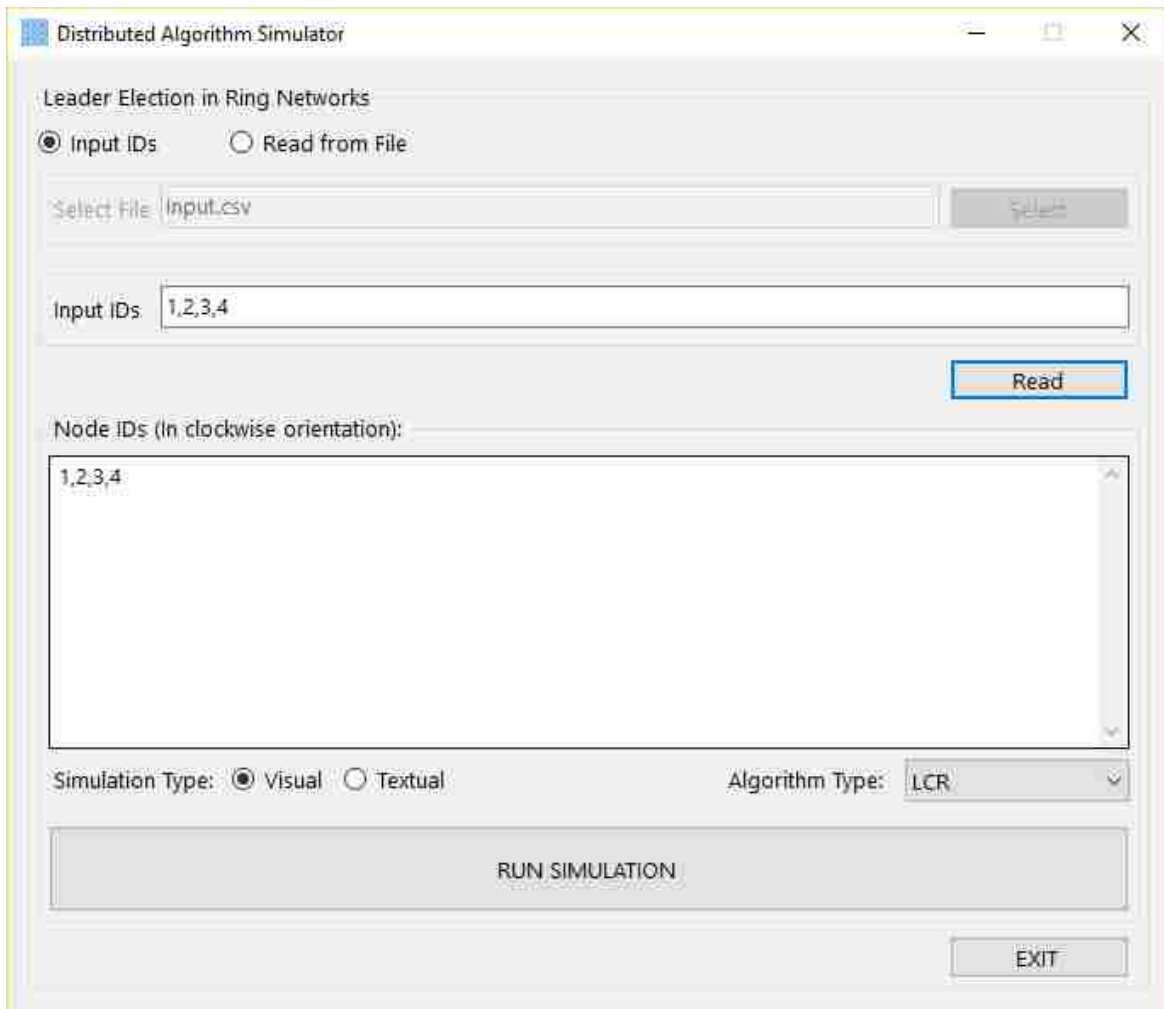 Distributed Algorithm Simulator
Leader Election in Ring Networks
Input IDs Read from File
Select File Input.csv Select
Input IDs 1,2,3,4
Read
Node IDs (In clockwise orientation):
1,2,3,4
Simulation Type: Visual Textual Algorithm Type: LCR
RUN SIMULATION
EXIT